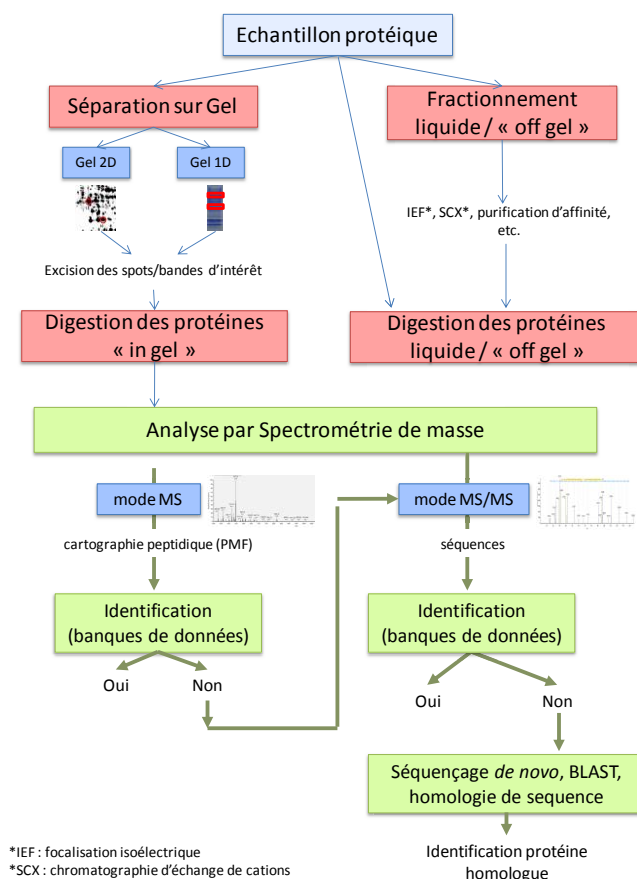 Echantillon protéique
Séparation sur Gel
Fractionnement
liquide / « off gel »
Gel 2D
Gel 1D
IEF*, SCX*, purification d’affinité,
etc.
Excision des spots/bandes d’intérêt
Digestion des protéines
« in gel »
Digestion des protéines
liquide / « off gel »
Analyse par Spectrométrie de masse
mode MS
mode MS/MS
cartographie peptidique (PMF)
séquences
Identification
(banques de données)
Identification
(banques de données)
Oui
Non
Oui
Non
Séquençage de novo, BLAST,
homologie de sequence
Identification protéine
homologue
*IEF : focalisation isoélectrique
*SCX : chromatographie d’échange de cations